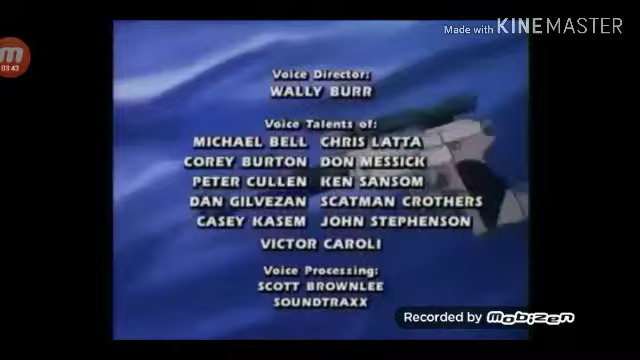 Made with KINEMASTER
03:43
Voice Director:
WALLY BURR
Voice Talents of:
MICHAEL BELL CHRIS LATTA
COREY BURTON DON MESSICK
PETER CULLEN KEN SANSOM
DAN GILVEZAN SCATMAN CROTHERS
CASEY KASEM JOHN STEPHENSON
VICTOR CAROLI
Voice Processing:
SCOTT BROWNLEE
SOUNDTRAXX
Recorded by Mobizen